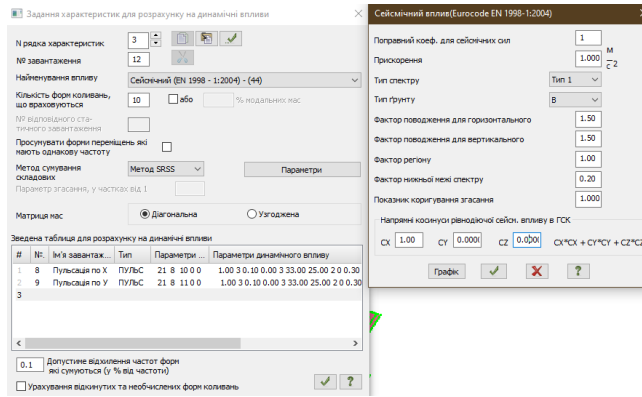 Задання характеристик для розрахунку на динамічні впливи
N рядка характеристик 3
№ завантаження 12
Найменування впливу Сейсмічний (EN 1998 - 1:2004) - (44)
Кількість форм коливань, що враховуються 10 або % модальних мас
№ відповідного ста-
тичного завантаження
Просумувати форми переміщень які
мають однакову частоту
Метод сумування
складових Метод SRSS Параметри
Параметр згасання, у частках від 1
Матриця мас Діагональна Узгоджена
Зведена таблиця для розрахунку на динамічні впливи
# №. Ім'я завантаж... Тип Параметри ... Параметри динамічного впливу
1 8 Пульсація по X ПУЛЬС 21 8 10 0 0 1.00 3 0.10 0.00 3 33.00 25.00 2 0 0.30
2 9 Пульсація по У ПУЛЬС 21 8 11 0 0 1.00 3 0.10 0.00 3 33.00 25.00 2 0 0.30
3
0.1 Допустиме відхилення частот форм
які сумуються (у % від частоти)
Урахування відкинутих та необчислених форм коливань
?
Сейсмічний вплив(Eurocode EN 1998-1:2004)
Поправний коеф. для сейсмічних сил 1
Прискорення 1.000 м
с 2
Тип спектру Тип 1
Тип ґрунту B
Фактор поводження для горизонтального 1.50
Фактор поводження для вертикального 1.50
Фактор регіону 1.00
Фактор нижньої межі спектру 0.20
Показник коригування згасання 1.000
Напрямні косинуси рівнодіючої сейсм. впливу в ГСК
CX 1.00 CY 0.000 CZ 0.000 CX*CX + CY*CY + CZ*CZ
Графік ?